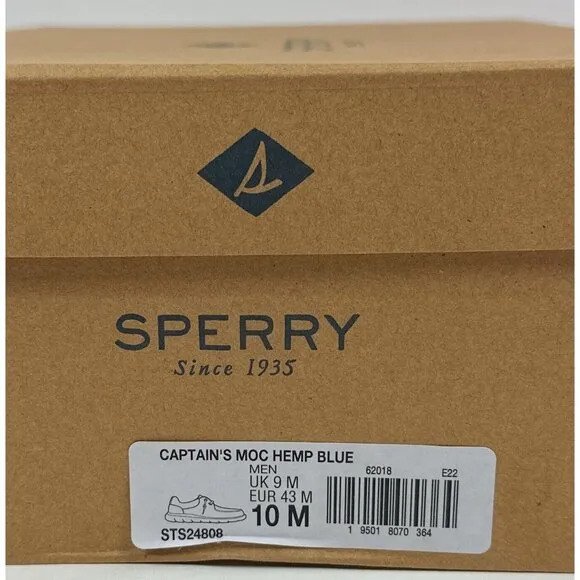 SPERRY
Since 1935
CAPTAIN'S MOC HEMP BLUE
MEN 62018 E22
UK 9 M
EUR 43 M
10 M
STS24808
1 9501 8070 364